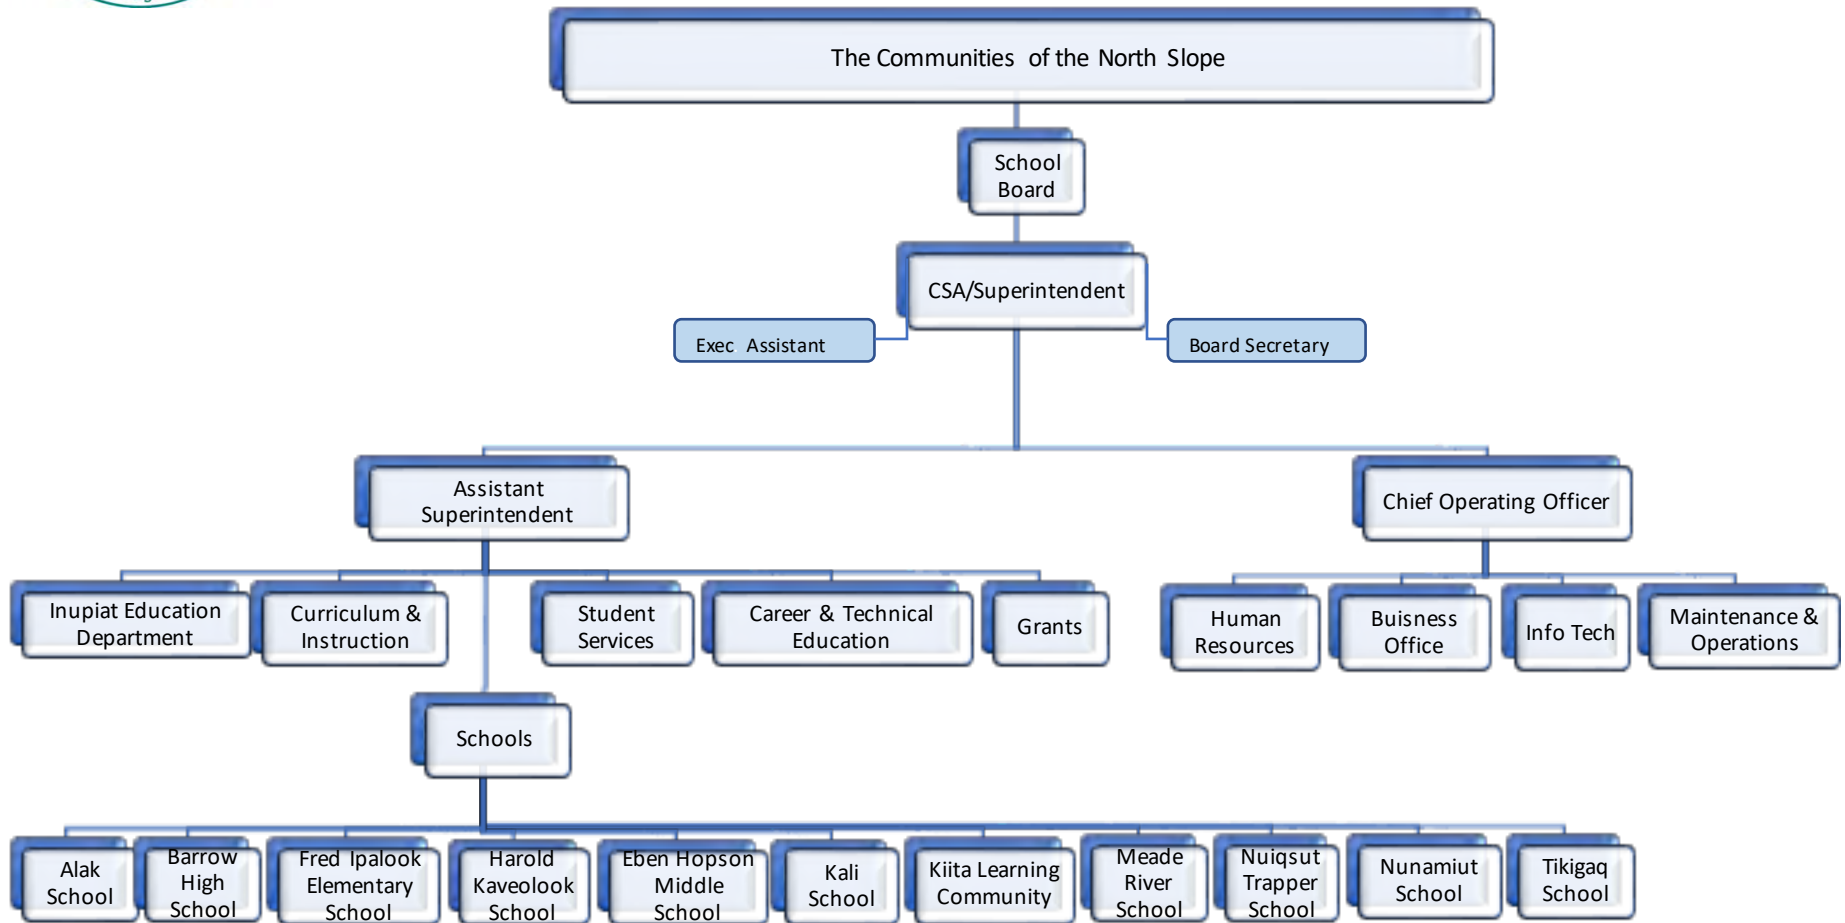 The Communities of the North Slope
School
Board
CSA/Superintendent
Exec Assistant
Board Secretary
Assistant
Superintendent
Chief Operating Officer
Inupiat Education
Department
Curriculum &
Instruction
Student
Services
Career & Technical
Education
Grants
Human
Resources
Buisness
Office
Info Tech
Maintenance &
Operations
Schools
Alak
School
Barrow
High
School
Fred Ipalook
Elementary
School
Harold
Kaveolook
School
Eben Hopson
Middle
School
Kali
School
Kiita Learning
Community
Meade
River
School
Nuiqsut
Trapper
School
Nunamiut
School
Tikigaq
School